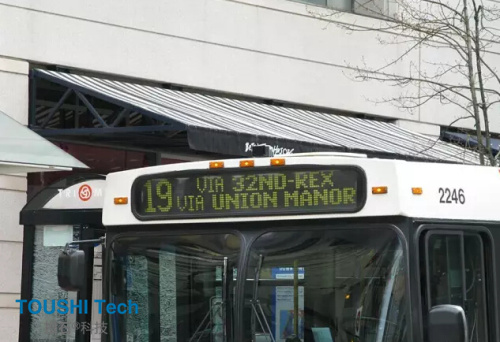 19 VIA 32ND-REX
VIA UNION MANOR
2246
TOUSHI Tech